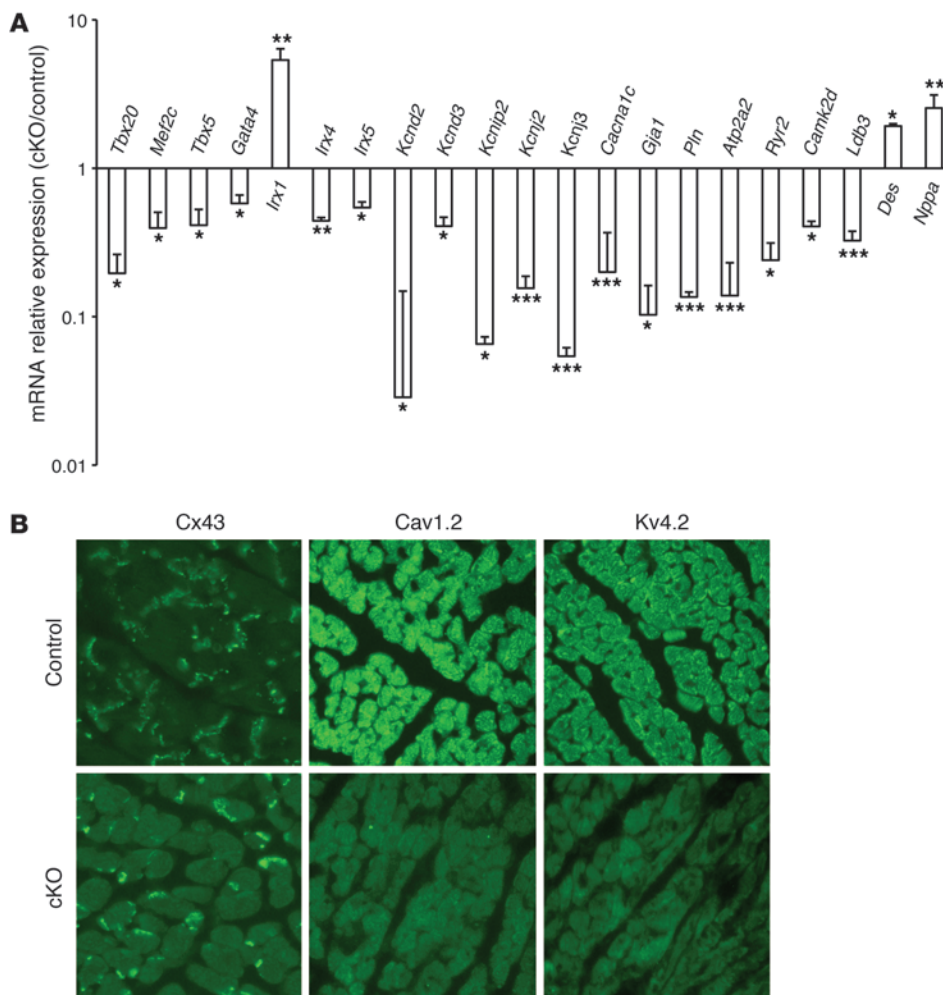 A
mRNA relative expression (cKO/control)
10
1
0.1
0.01
Tbx20
Mef2c
Tbx5
Gata4
Irx1
Irx4
Irx5
Kcnd2
Kcnd3
Kcnip2
Kcnj2
Kcnj3
Cacna1c
Gja1
Pln
Atp2a2
Ryr2
Camk2d
Ldb3
Des
Nppa
*
*
*
*
**
**
*
*
*
*
***
***
***
*
***
***
*
*
***
*
**
B
Cx43 Cav1.2 Kv4.2
Control
cKO